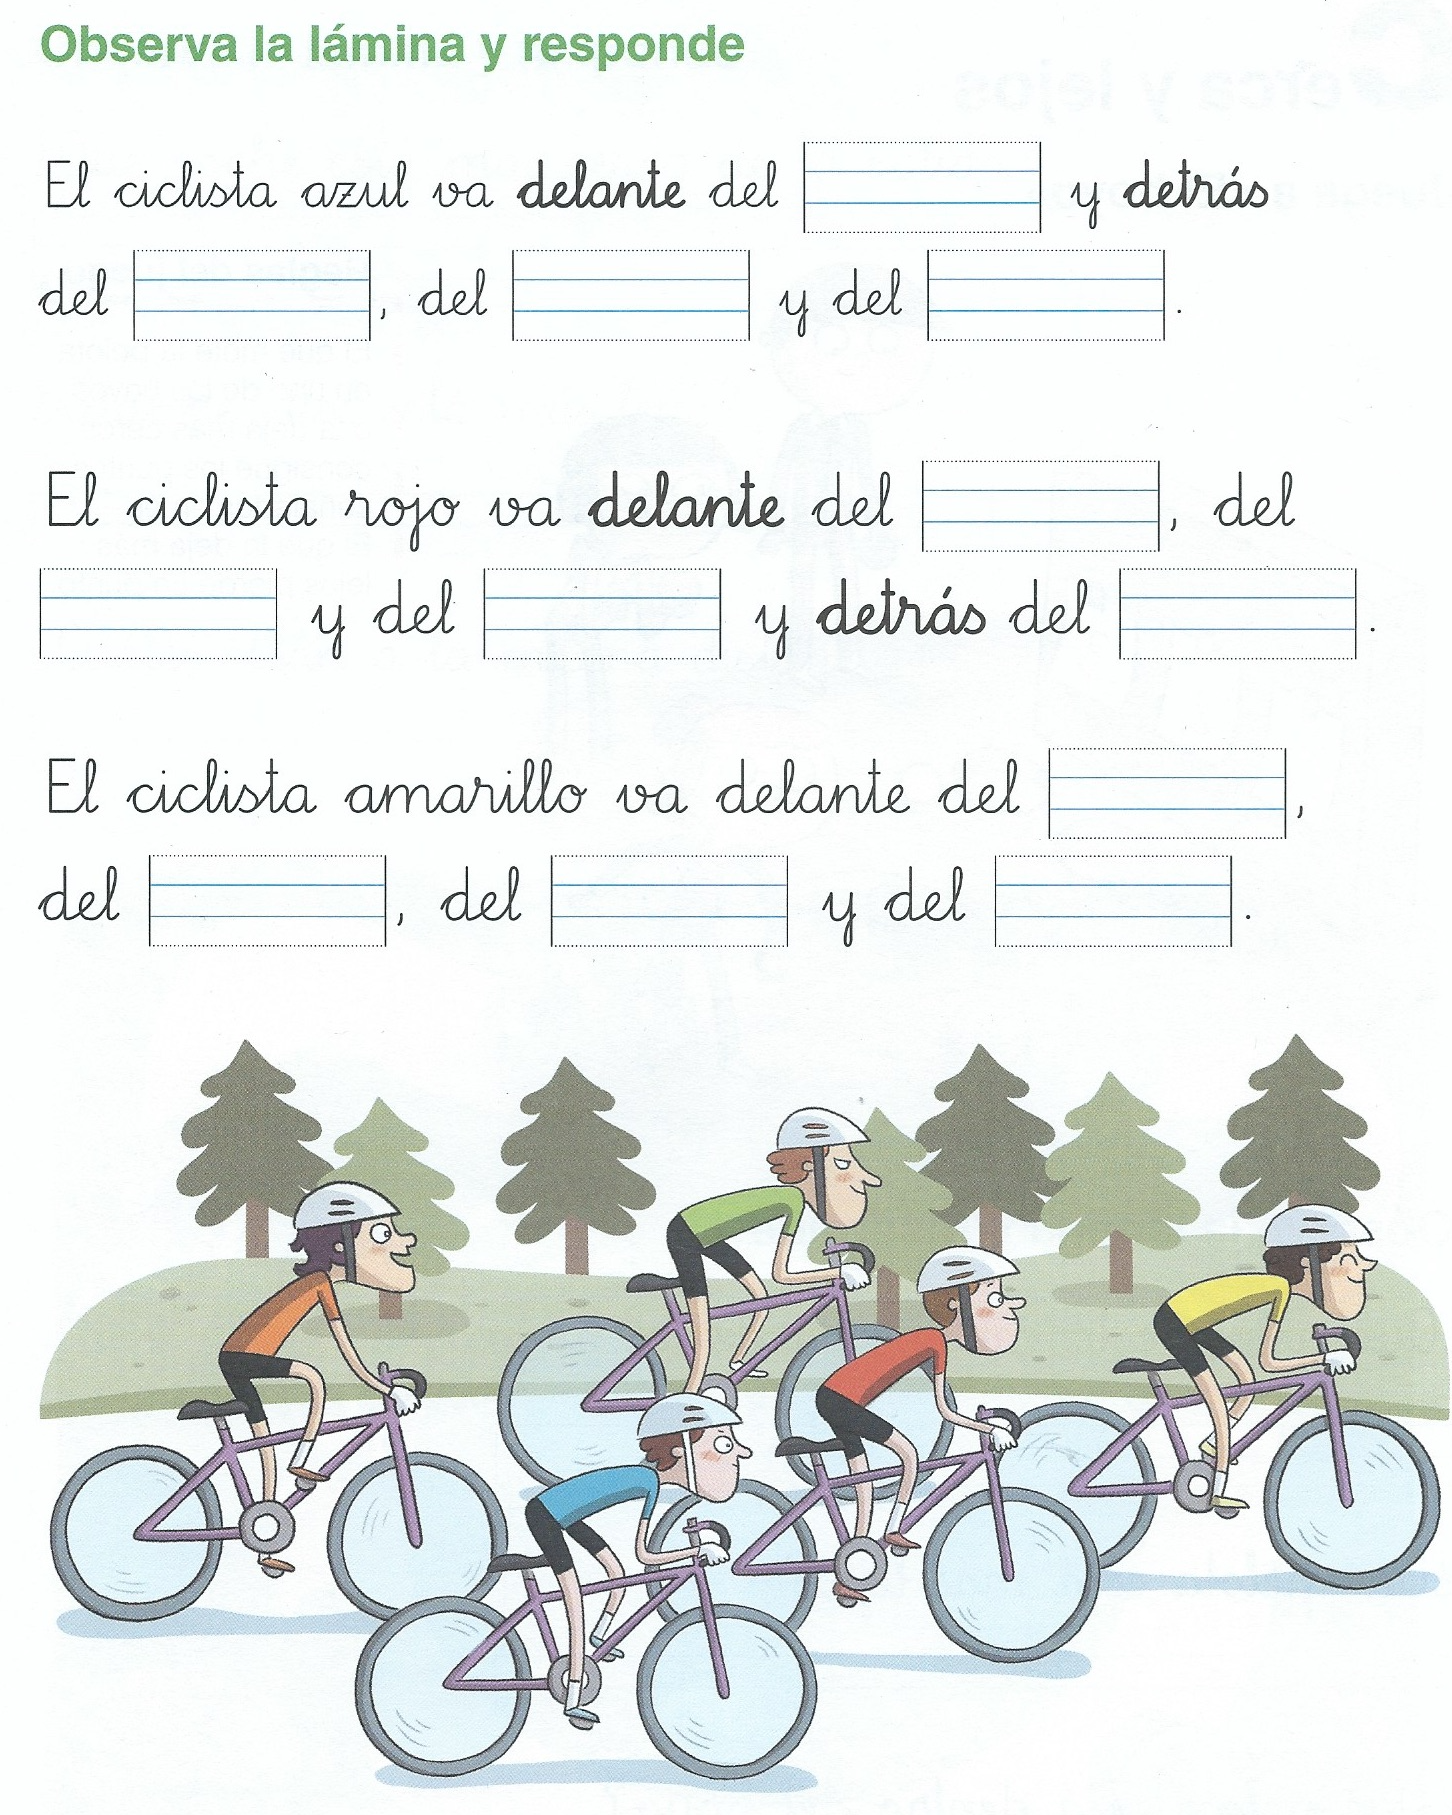 Observa la lámina y responde
El ciclista azul va delante del y detrás
del , del y del .
El ciclista rojo va delante del , del
y del y detrás del .
El ciclista amarillo va delante del ,
del , del y del .